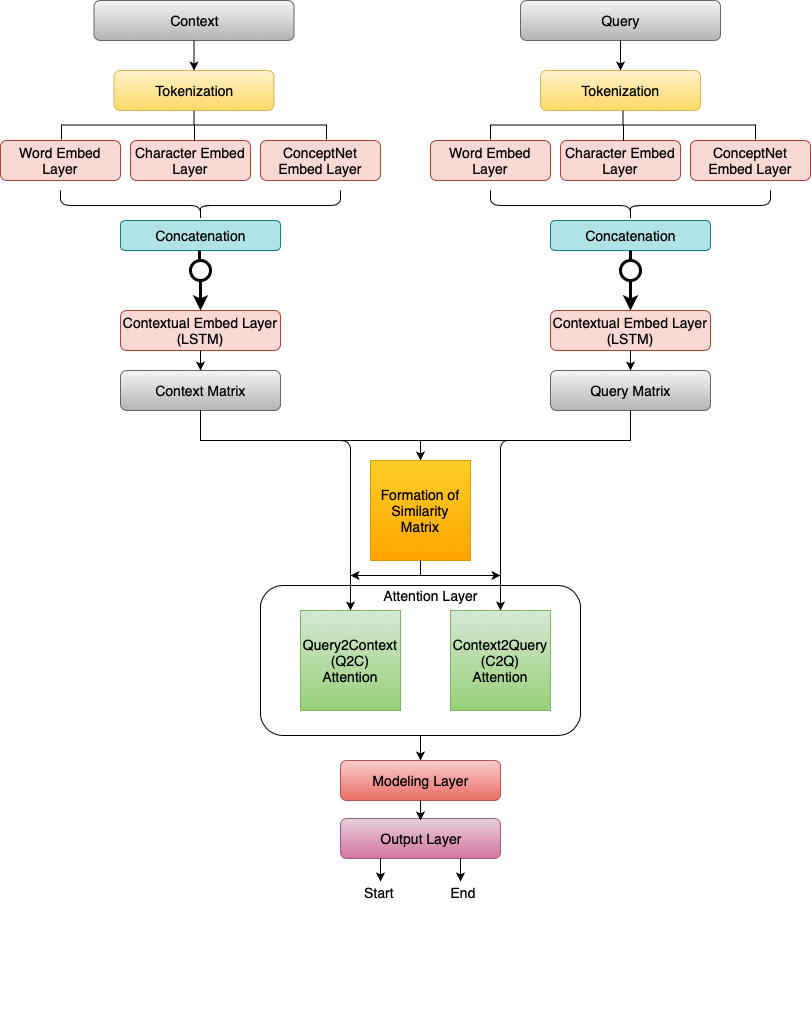 Context
Query
Tokenization
Tokenization
Word Embed
Layer
Character Embed
Layer
ConceptNet
Embed Layer
Word Embed
Layer
Character Embed
Layer
ConceptNet
Embed Layer
Concatenation
Concatenation
Contextual Embed Layer
(LSTM)
Contextual Embed Layer
(LSTM)
Context Matrix
Query Matrix
Formation of
Similarity
Matrix
Attention Layer
Query2Context
(Q2C)
Attention
Context2Query
(C2Q)
Attention
Modeling Layer
Output Layer
Start
End